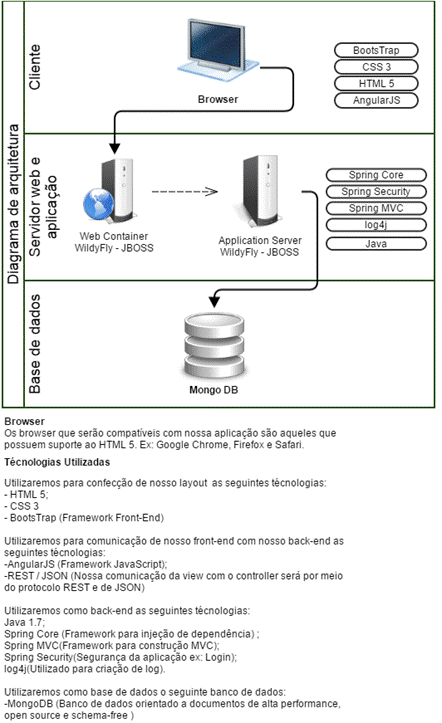 Diagrama de arquitetura
Cliente
Browser
BootsTrap
CSS 3
HTML 5
AngularJS
Servidor web e
aplicação
Web Container
WildyFly - JBOSS
Application Server
WildyFly - JBOSS
Spring Core
Spring Security
Spring MVC
log4j
Java
Base de dados
Mongo DB
Browser
Os browser que serão compatíveis com nossa aplicação são aqueles que
possuem suporte ao HTML 5. Ex: Google Chrome, Firefox e Safari.
Técnologias Utilizadas
Utilizaremos para confecção de nosso layout as seguintes técnologias:
- HTML 5;
- CSS 3
- BootsTrap (Framework Front-End)
Utilizaremos para comunicação de nosso front-end com nosso back-end as
seguintes técnologias:
-AngularJS (Framework JavaScript);
-REST / JSON (Nossa comunicação da view com o controller será por meio
do protocolo REST e de JSON)
Utilizaremos como back-end as seguintes técnologias:
Java 1.7;
Spring Core (Framework para injeção de dependência) ;
Spring MVC(Framework para construção MVC);
Spring Security(Segurança da aplicação ex: Login);
log4j(Utilizado para criação de log).
Utilizaremos como base de dados o seguinte banco de dados:
-MongoDB (Banco de dados orientado a documentos de alta performance,
open source e schema-free )